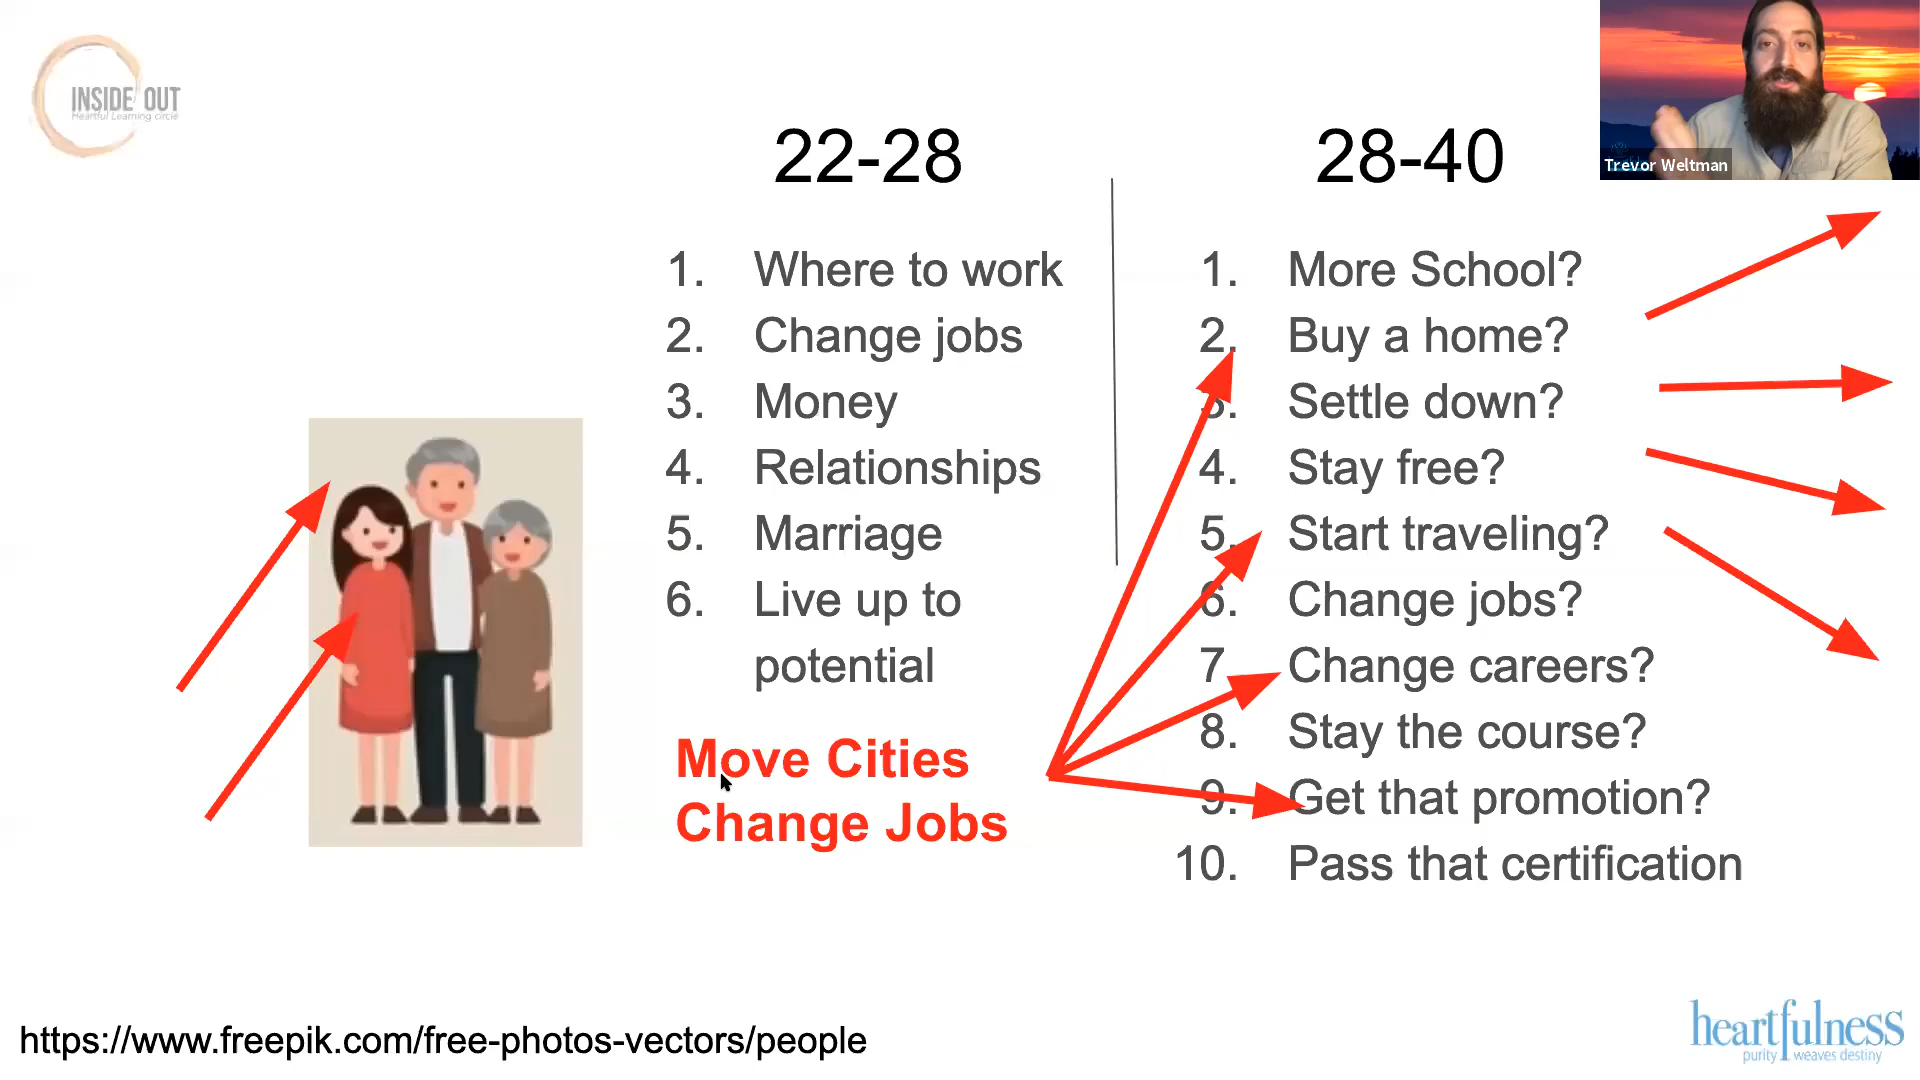 INSIDE OUT
Heartful Learning circle
Trevor Weltman
22-28
1. Where to work
2. Change jobs
3. Money
4. Relationships
5. Marriage
6. Live up to
potential
Move Cities
Change Jobs
28-40
1. More School?
2. Buy a home?
3. Settle down?
4. Stay free?
5. Start traveling?
6. Change jobs?
7. Change careers?
8. Stay the course?
9. Get that promotion?
10. Pass that certification
https://www.freepik.com/free-photos-vectors/people
heartfulness
purity weaves destiny